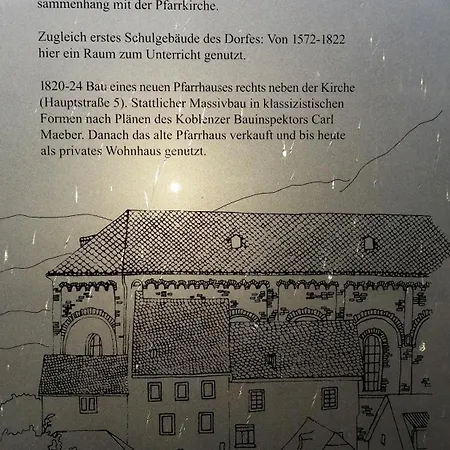 sammenhang mit der Pfarrkirche.
Zugleich erstes Schulgebäude des Dorfes: Von 1572-1822
hier ein Raum zum Unterricht genutzt.
1820-24 Bau eines neuen Pfarrhauses rechts neben der Kirche
(Hauptstraße 5). Stattlicher Massivbau in klassizistischen
Formen nach Plänen des Koblenzer Bauinspektors Carl
Maeber. Danach das alte Pfarrhaus verkauft und bis heute
als privates Wohnhaus genutzt.